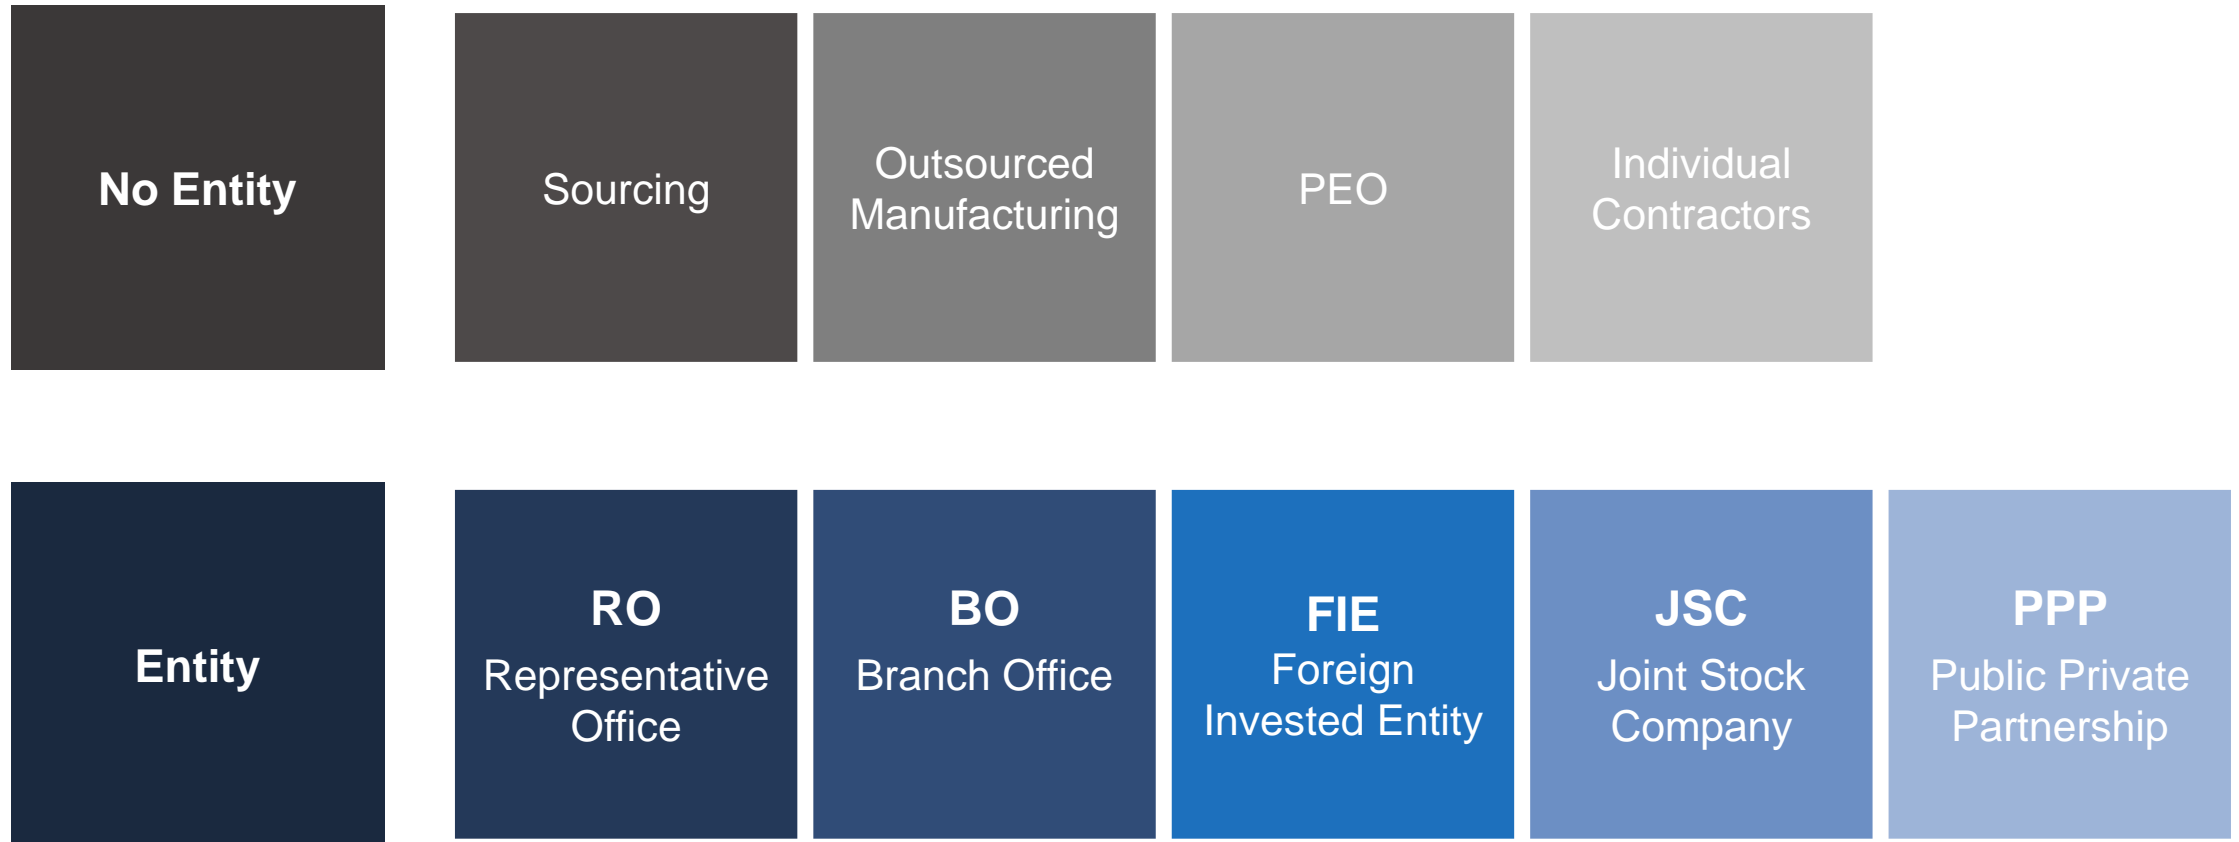 No Entity
Sourcing
Outsourced
Manufacturing
PEO
Individual
Contractors
Entity
RO
Representative
Office
BO
Branch Office
FIE
Foreign
Invested Entity
JSC
Joint Stock
Company
PPP
Public Private
Partnership